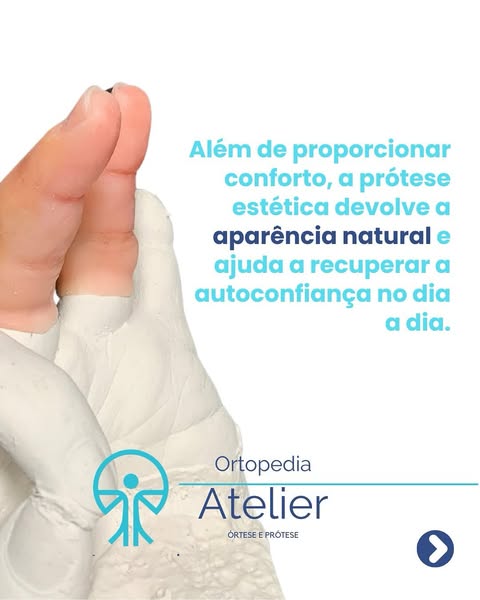 Além de proporcionar
conforto, a prótese
estética devolve a
aparência natural e
ajuda a recuperar a
autoconfiança no dia
a dia.
Ortopedia
Atelier
ÓRTESE E PRÓTESE